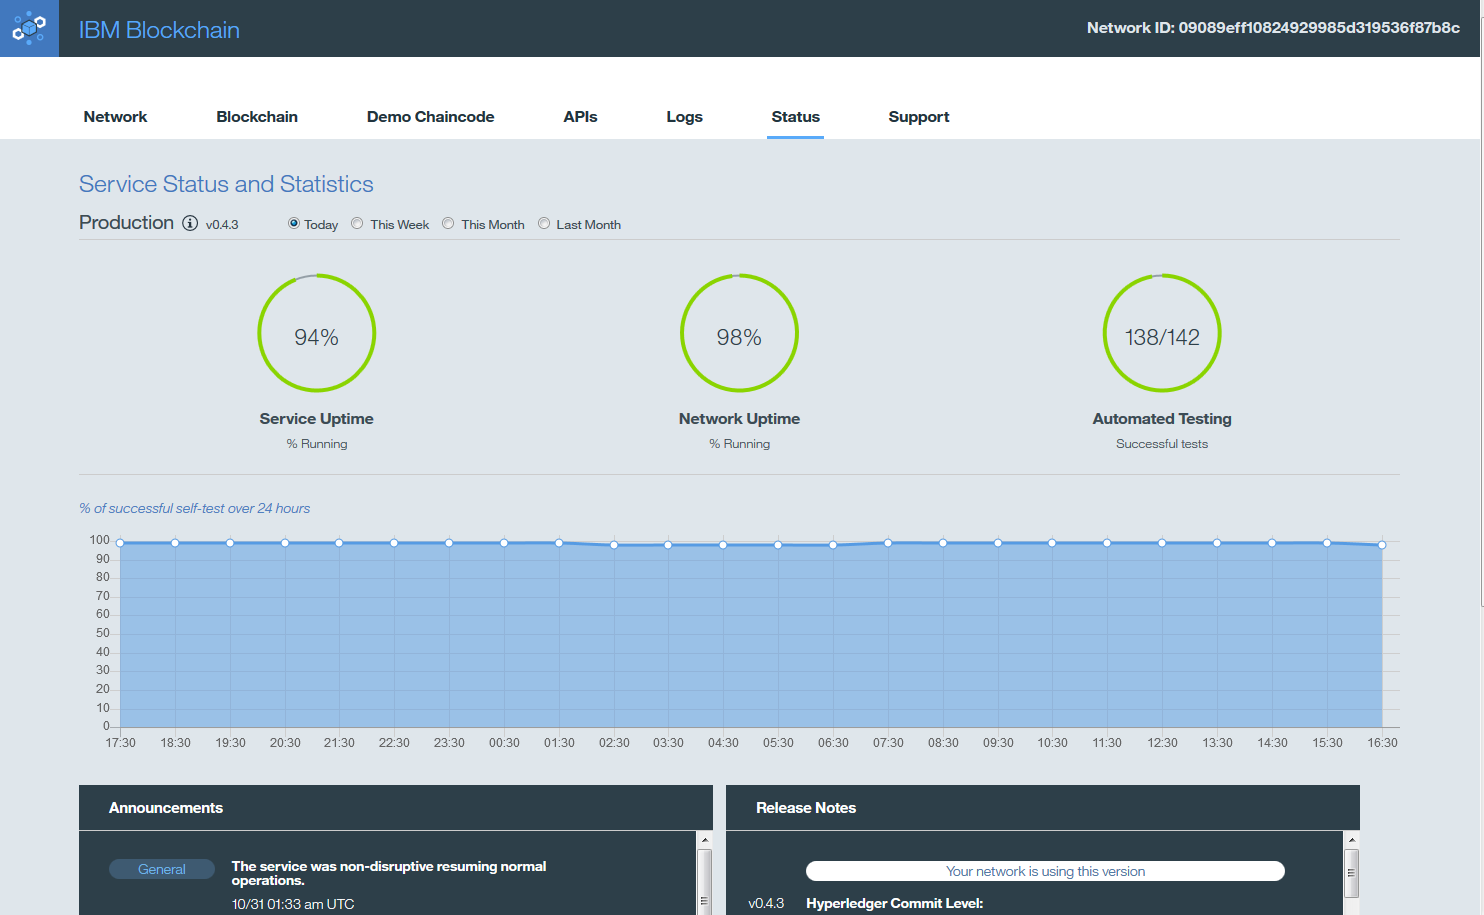 IBM Blockchain
Network ID: 09089eff10824929985d319536f87b8c
Network Blockchain Demo Chaincode APIs Logs Status Support
Service Status and Statistics
Production v0.4.3 Today This Week This Month Last Month
94% 98% 138/142
Service Uptime Network Uptime Automated Testing
% Running % Running Successful tests
% of successful self-test over 24 hours
100
90
80
70
60
50
40
30
20
10
0
17:30 18:30 19:30 20:30 21:30 22:30 23:30 00:30 01:30 02:30 03:30 04:30 05:30 06:30 07:30 08:30 09:30 10:30 11:30 12:30 13:30 14:30 15:30 16:30
Announcements
General
The service was non-disruptive resuming normal
operations.
10/31 01:33 am UTC
Release Notes
Your network is using this version
v0.4.3 Hyperledger Commit Level: